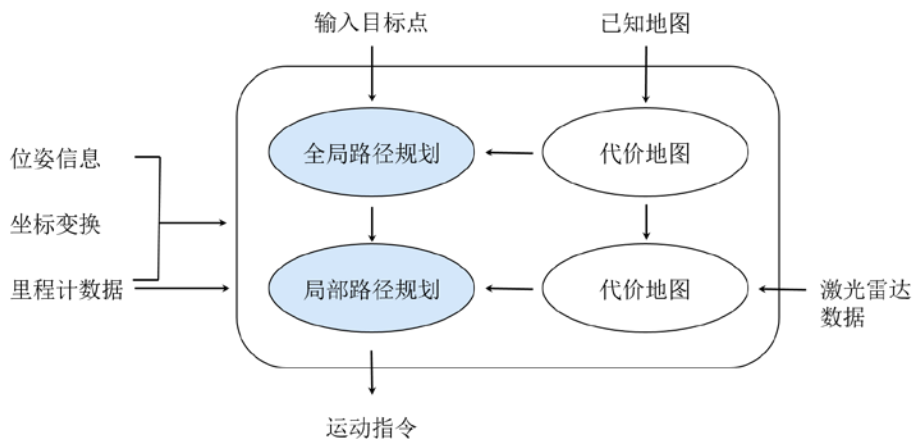 输入目标点
已知地图
全局路径规划
代价地图
位姿信息
坐标变换
里程计数据
局部路径规划
代价地图
激光雷达
数据
运动指令